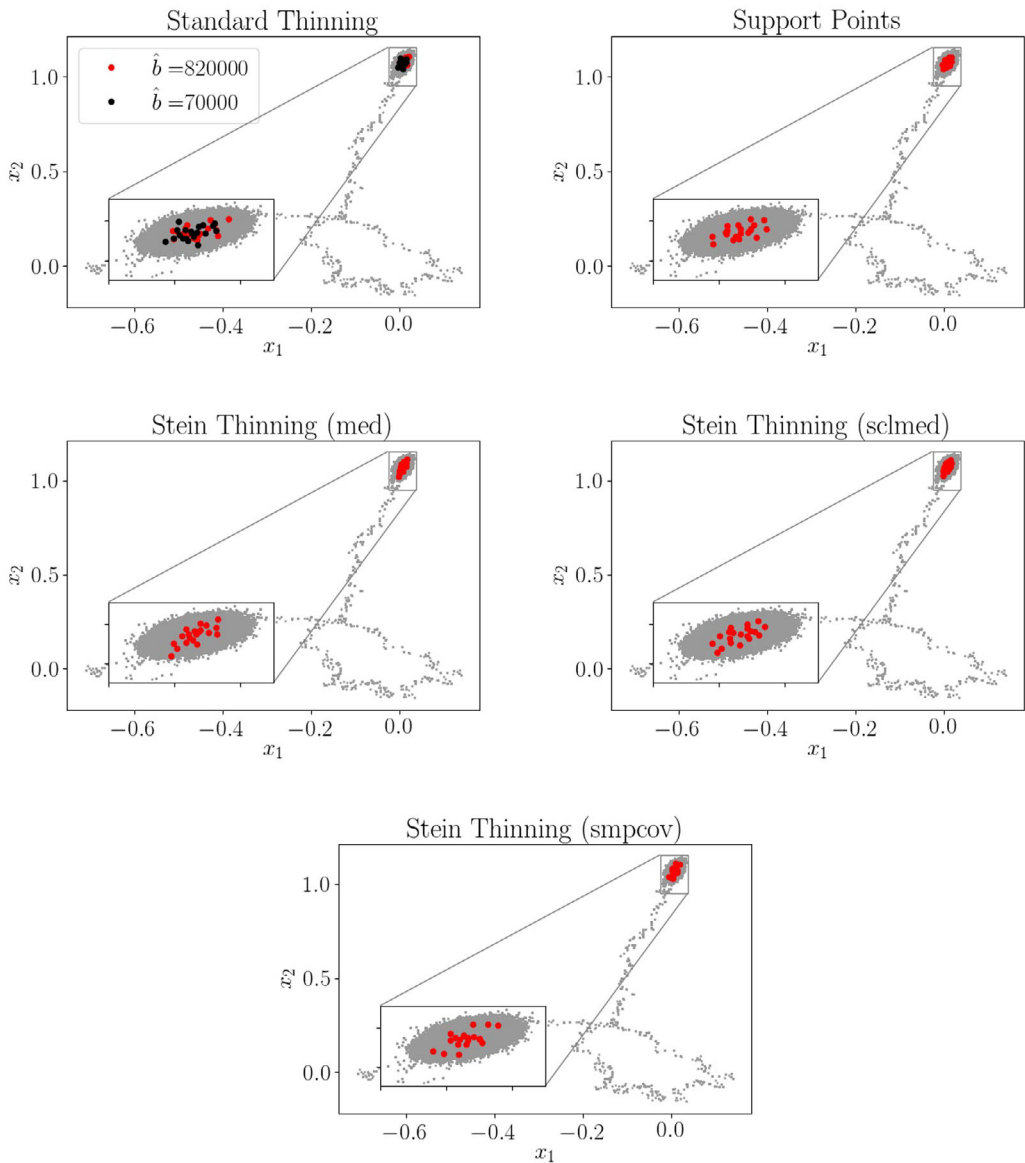 Standard Thinning
b̂ =820000
b̂ =70000
1.0
0.5
0.0
x₂
−0.6 −0.4 −0.2 0.0
x₁
Support Points
1.0
0.5
0.0
x₂
−0.6 −0.4 −0.2 0.0
x₁
Stein Thinning (med)
1.0
0.5
0.0
x₂
−0.6 −0.4 −0.2 0.0
x₁
Stein Thinning (sclmed)
1.0
0.5
0.0
x₂
−0.6 −0.4 −0.2 0.0
x₁
Stein Thinning (smpcov)
1.0
0.5
0.0
x₂
−0.6 −0.4 −0.2 0.0
x₁